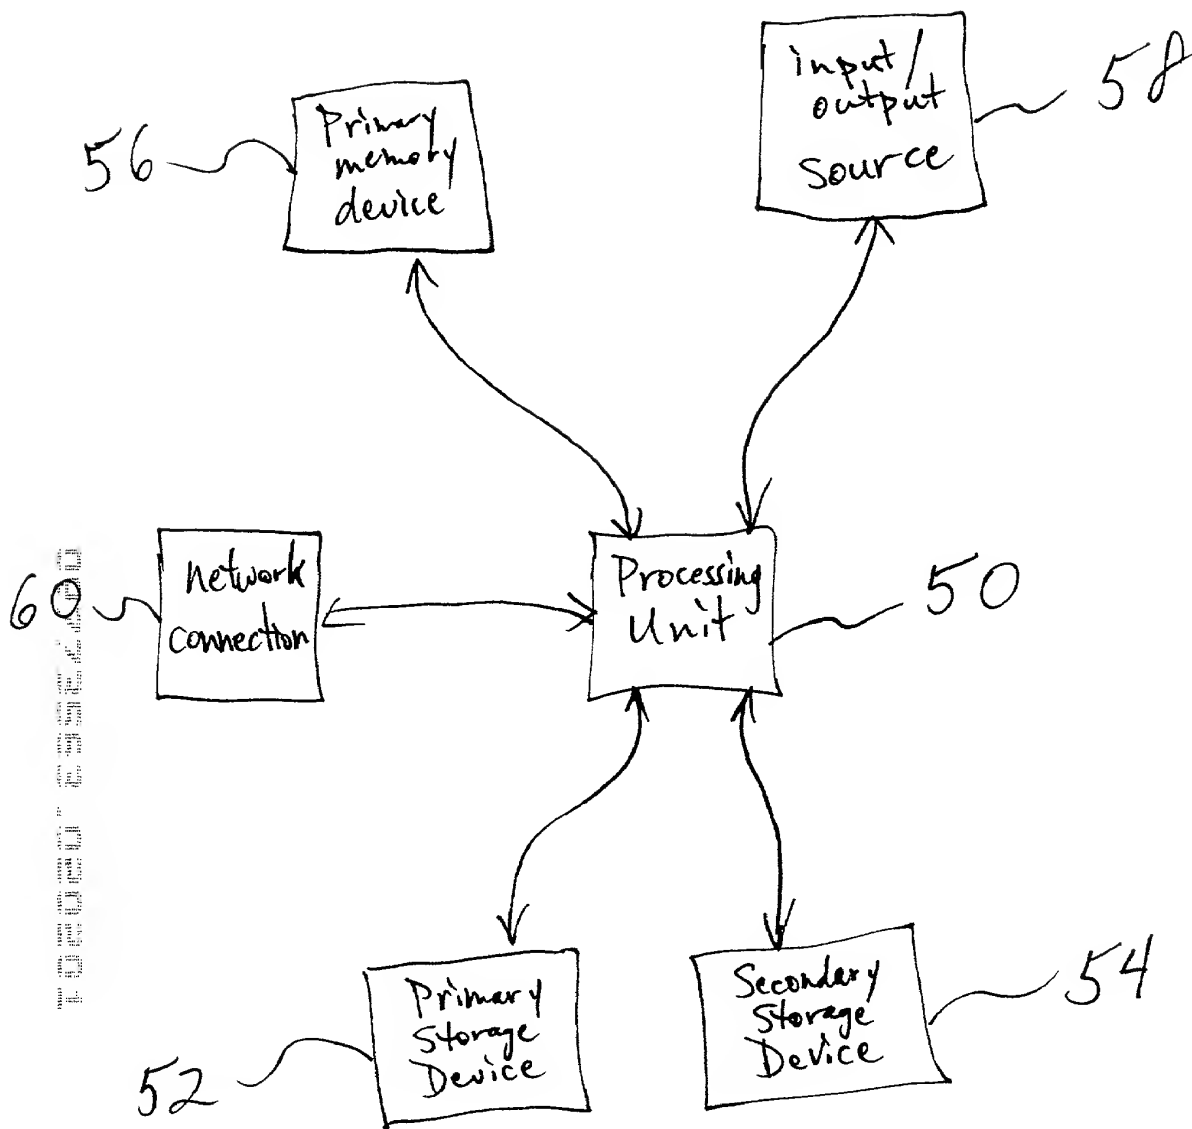 56
Primary
memory
device
input/
output
source
58
60
network
connection
Processing
Unit
50
52
Primary
Storage
Device
Secondary
Storage
Device
54